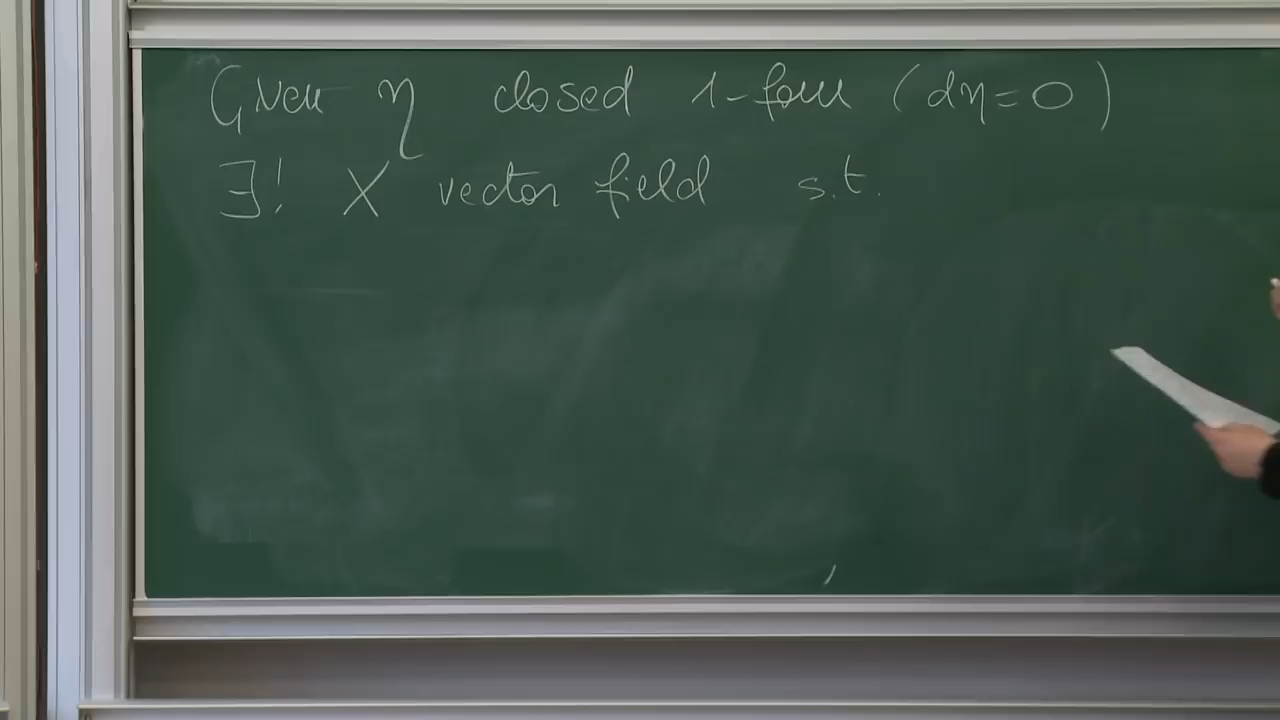 Given η closed 1-form (dη=0)
∃! X vector field s.t.